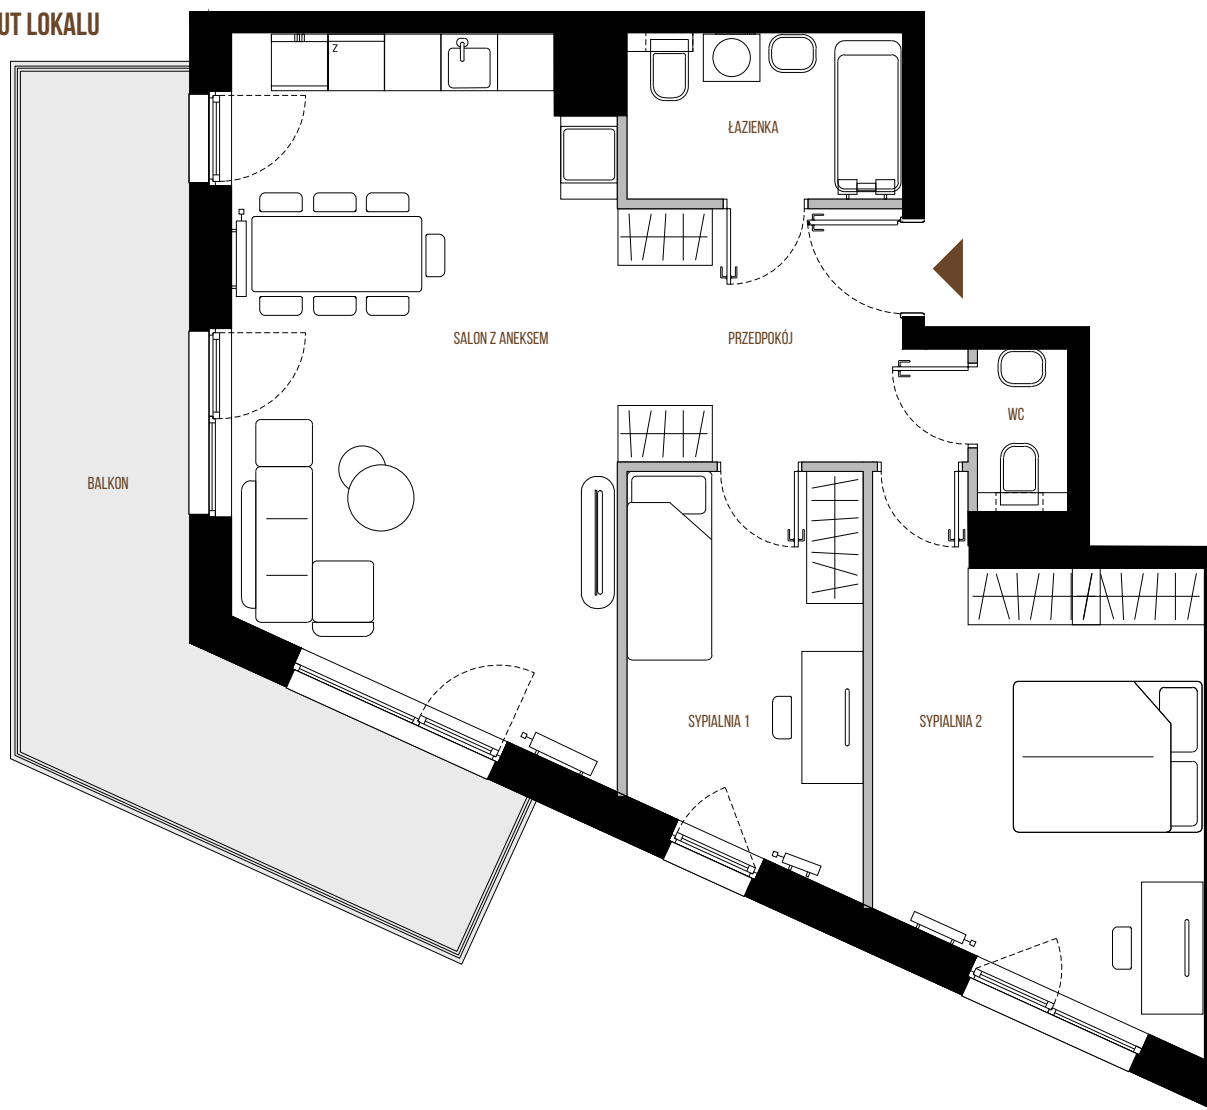 UT LOKALU
Z
ŁAZIENKA
SALON Z ANEKSEM
PRZEDPOKÓJ
WC
BALKON
SYPIALNIA 1
SYPIALNIA 2